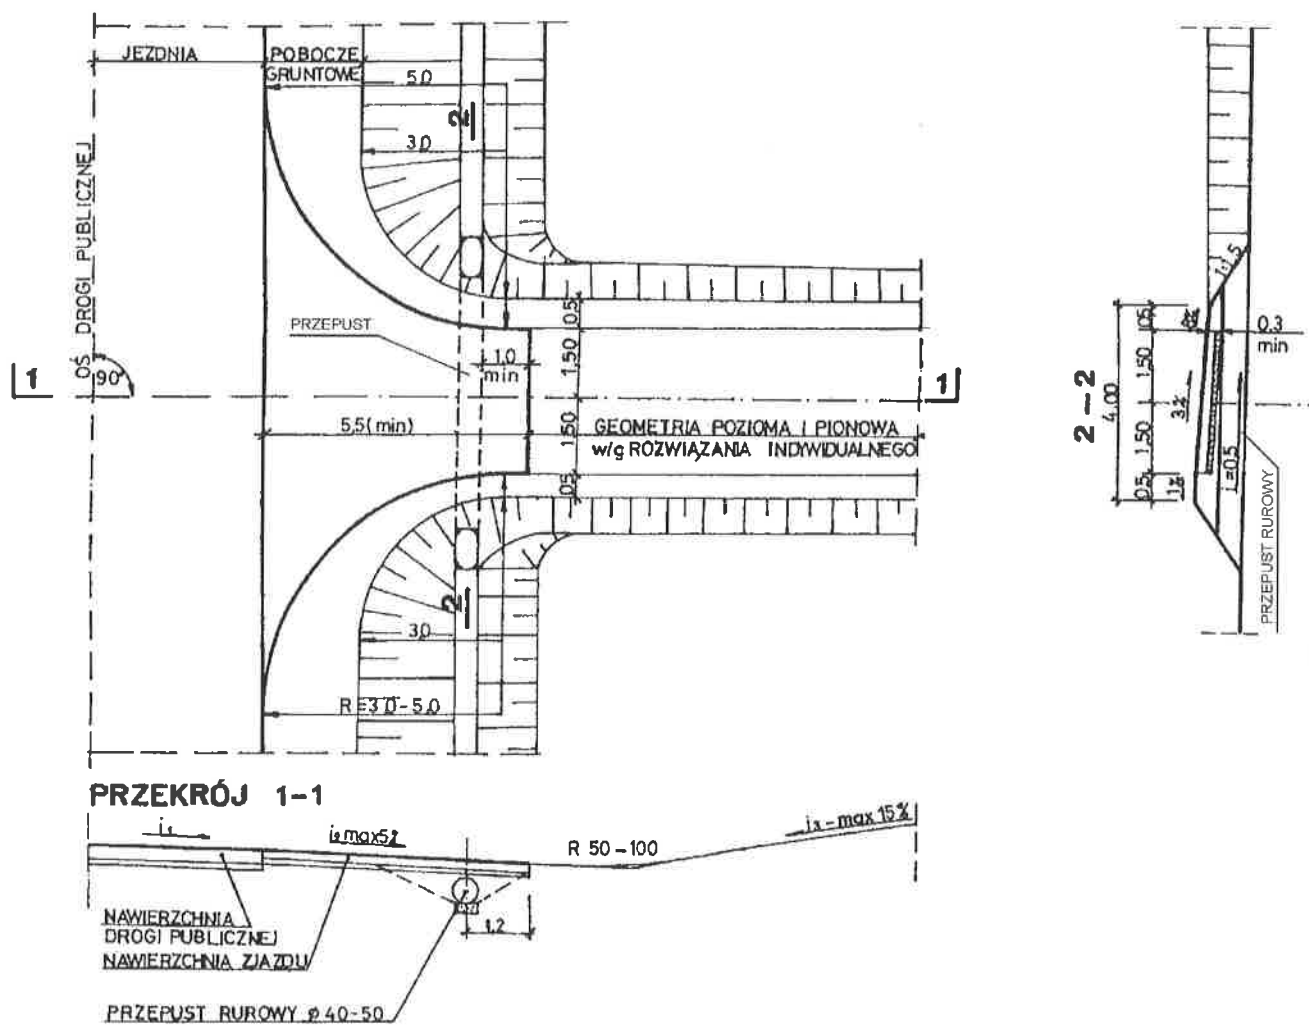 JEZDNIA
POBOCZE
GRUNTOWE
5,0
2
3,0
OŚ DROGI PUBLICZNEJ
PRZEPUST
1,0
min
0,5
1,50
1,50
0,5
1
90°
1
5,5(min)
GEOMETRIA POZIOMA I PIONOWA
w/g ROZWIĄZANIA INDYWIDUALNEGO
2
3,0
R=3,0-5,0
1:1,5
0,3
min
2-2
4,00
0,5
1,50
1,50
0,5
3%
i=0,5
PRZEPUST RUROWY
PRZEKRÓJ 1-1
i₁
i₂max5%
R 50-100
i₃-max 15%
NAWIERZCHNIA
DROGI PUBLICZNEJ
NAWIERZCHNIA ZJAZDU
1,2
PRZEPUST RUROWY ø 40-50